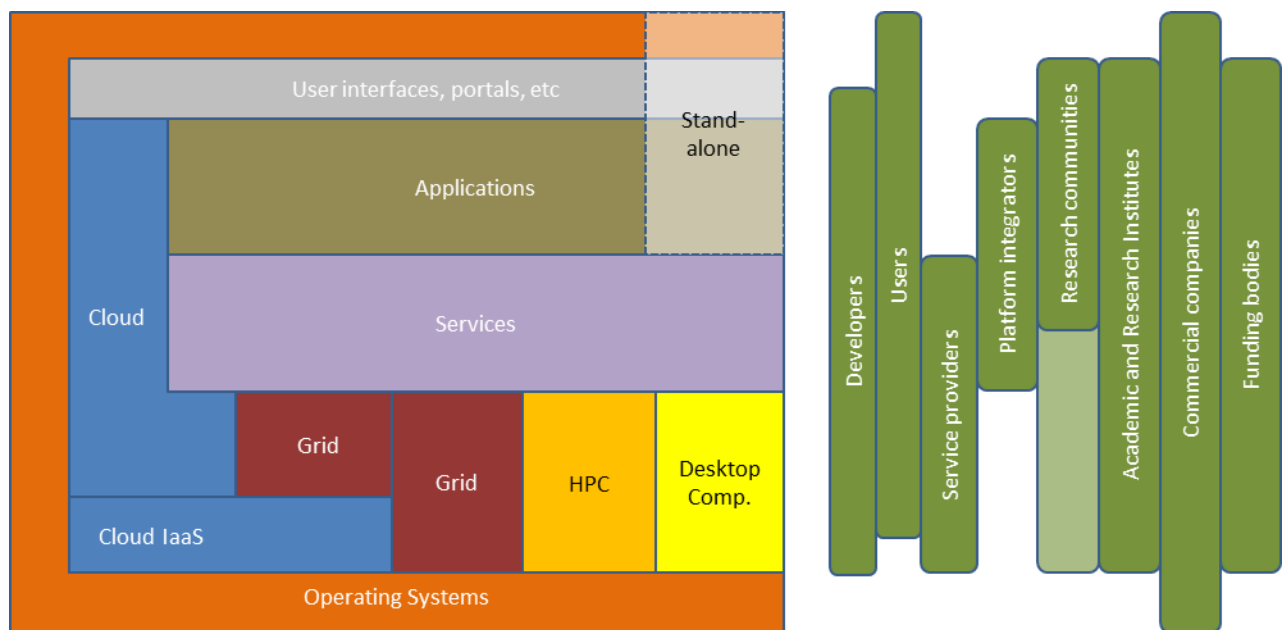 User interfaces, portals, etc
Stand-
alone
Applications
Cloud
Services
Grid
Grid
HPC
Desktop
Comp.
Cloud IaaS
Operating Systems
Developers
Users
Service providers
Platform integrators
Research communities
Academic and Research Institutes
Commercial companies
Funding bodies